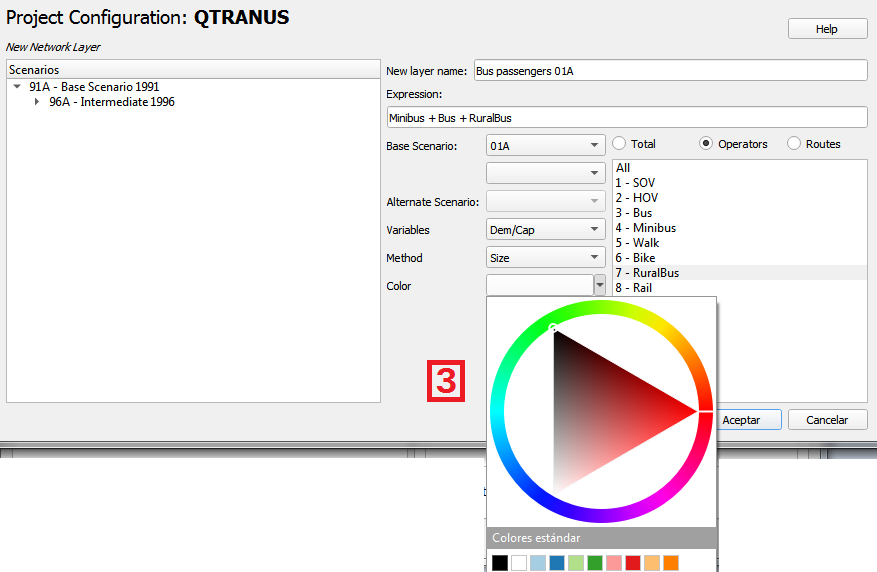 Project Configuration: QTRANUS
Help
New Network Layer
Scenarios
91A - Base Scenario 1991
96A - Intermediate 1996
New layer name: Bus passengers 01A
Expression:
Minibus + Bus + RuralBus
Base Scenario: 01A
Total Operators Routes
Alternate Scenario:
Variables Dem/Cap
Method Size
Color
All
1 - SOV
2 - HOV
3 - Bus
4 - Minibus
5 - Walk
6 - Bike
7 - RuralBus
8 - Rail
3
Aceptar Cancelar
Colores estándar